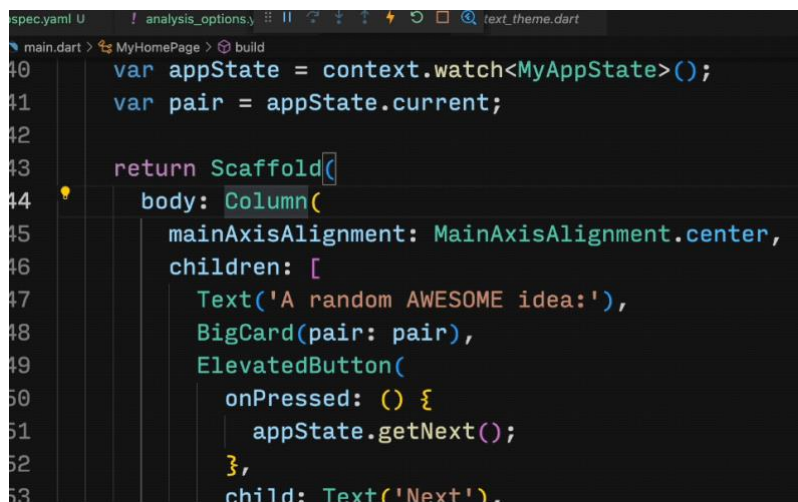 ospec.yaml U ! analysis_options.y text_theme.dart
main.dart > MyHomePage > build
40 var appState = context.watch<MyAppState>();
41 var pair = appState.current;
42
43 return Scaffold(
44 body: Column(
45 mainAxisAlignment: MainAxisAlignment.center,
46 children: [
47 Text('A random AWESOME idea:'),
48 BigCard(pair: pair),
49 ElevatedButton(
50 onPressed: () {
51 appState.getNext();
52 },
53 child: Text('Next'),